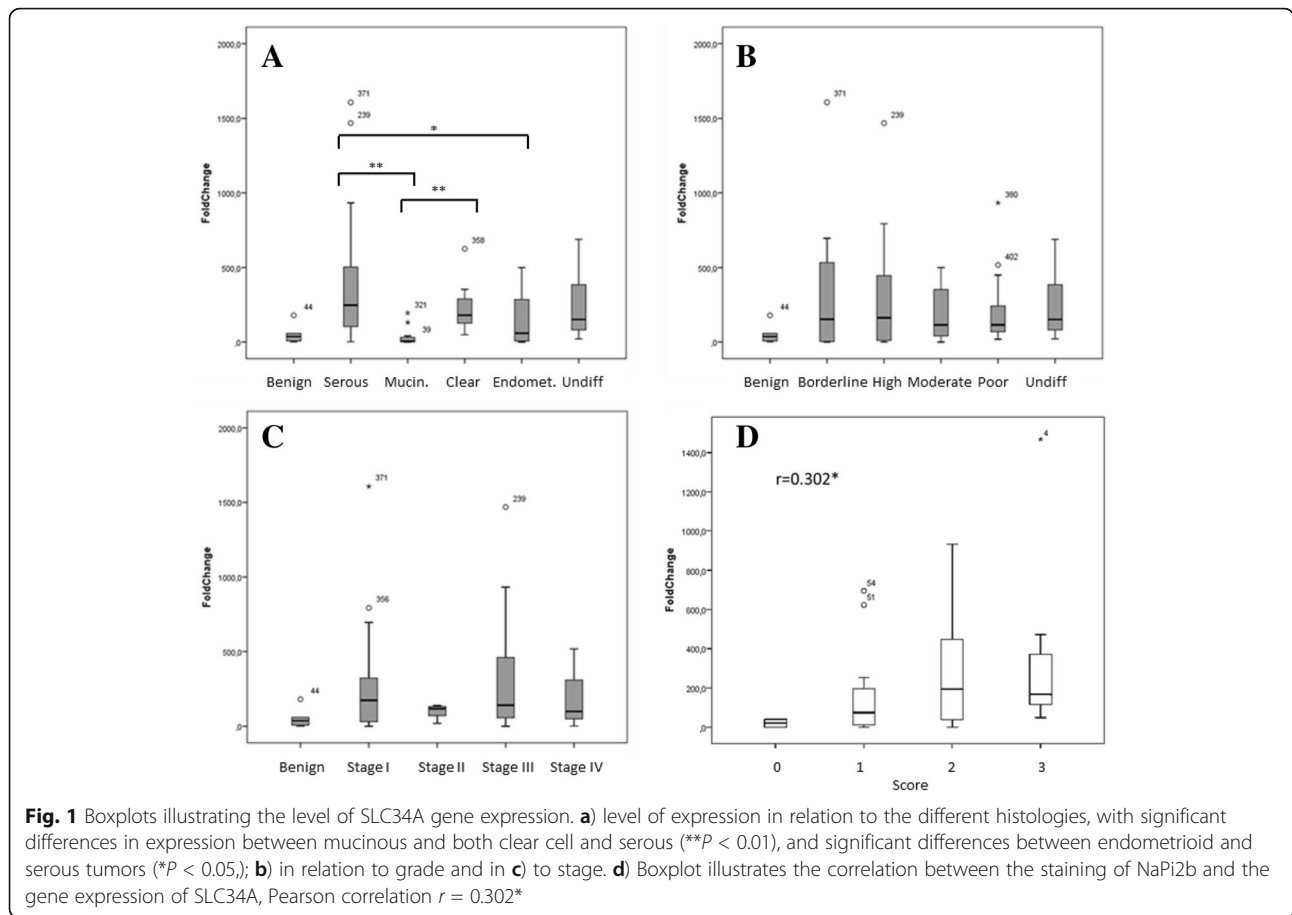 A
2000,0
1500,0
1000,0
500,0
,0
FoldChange
371
239
*
**
**
44
321
39
358
Benign Serous Mucin. Clear Endomet. Undiff
B
2000,0
1500,0
1000,0
500,0
,0
FoldChange
371
239
380
402
44
Benign Borderline High Moderate Poor Undiff
C
2000,0
1500,0
1000,0
500,0
,0
FoldChange
371
239
356
44
Benign Stage I Stage II Stage III Stage IV
D
1400,0
1200,0
1000,0
800,0
600,0
400,0
200,0
,0
FoldChange
r=0.302*
4
54
51
0 1 2 3
Score
Fig. 1 Boxplots illustrating the level of SLC34A gene expression. a) level of expression in relation to the different histologies, with significant
differences in expression between mucinous and both clear cell and serous (**P < 0.01), and significant differences between endometrioid and
serous tumors (*P < 0.05,); b) in relation to grade and in c) to stage. d) Boxplot illustrates the correlation between the staining of NaPi2b and the
gene expression of SLC34A, Pearson correlation r = 0.302*